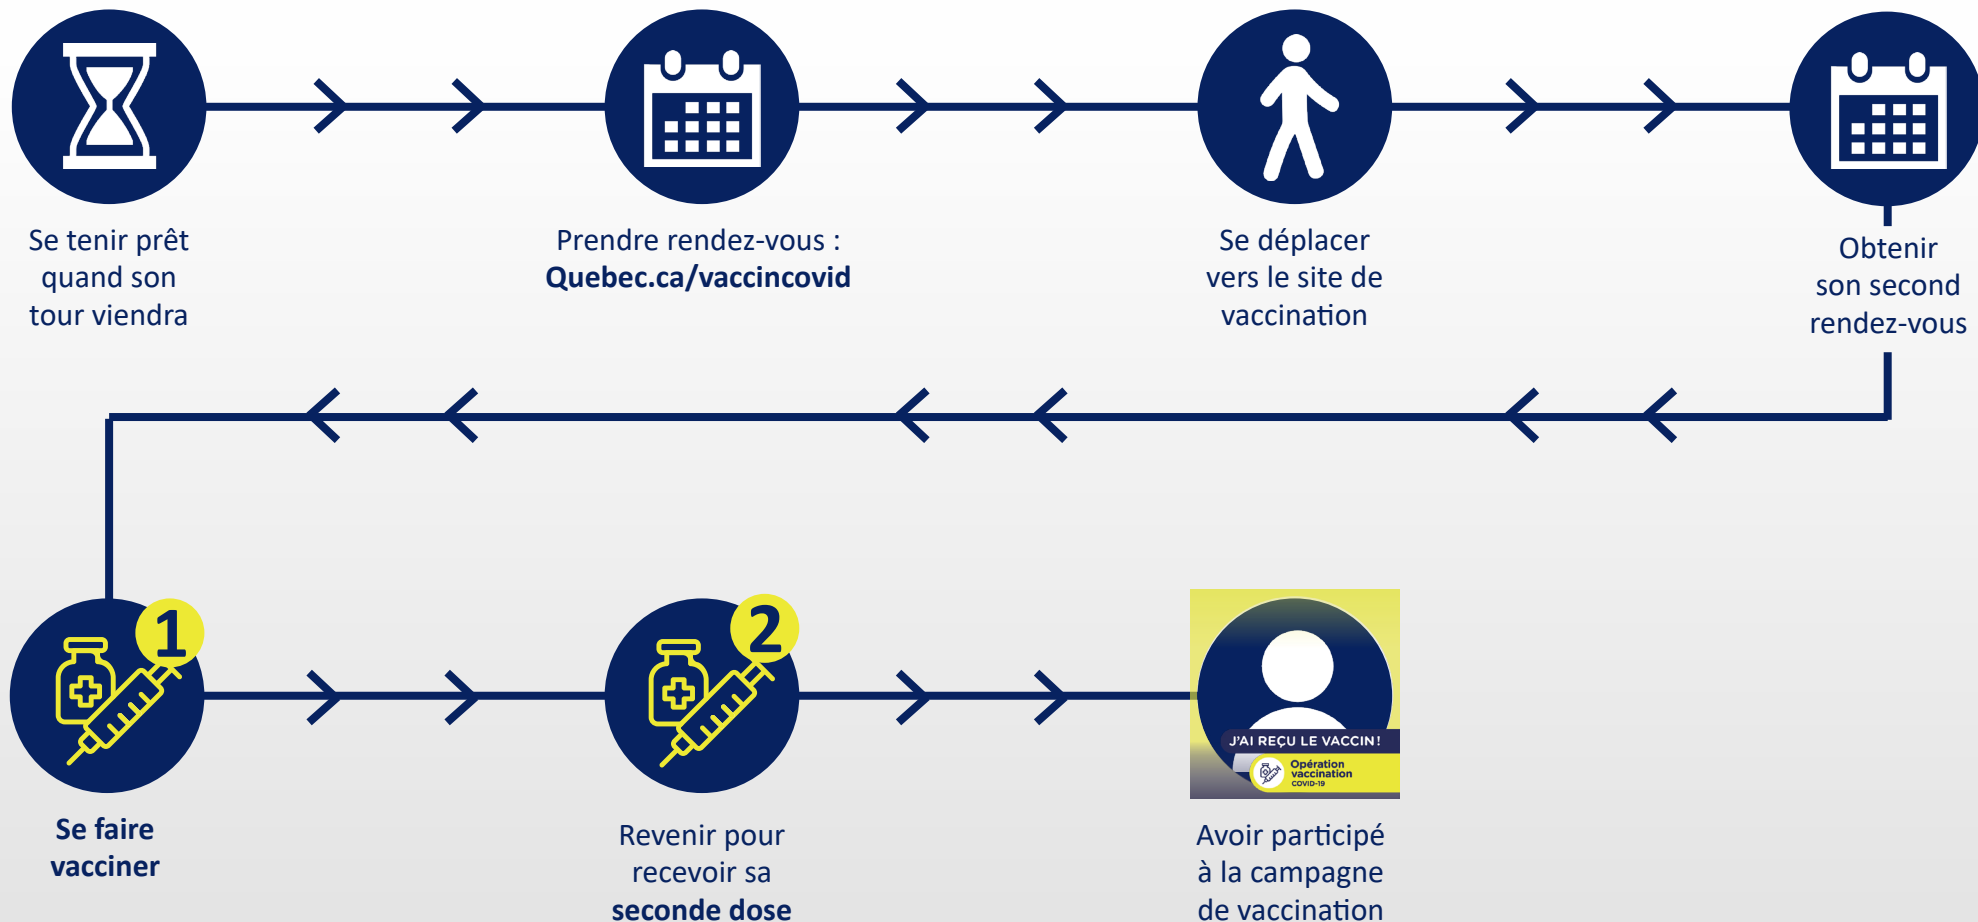 Se tenir prêt
quand son
tour viendra
Prendre rendez-vous :
Quebec.ca/vaccincovid
Se déplacer
vers le site de
vaccination
Obtenir
son second
rendez-vous
1
Se faire
vacciner
2
Revenir pour
recevoir sa
seconde dose
J'AI REÇU LE VACCIN!
Opération
vaccination
COVID-19
Avoir participé
à la campagne
de vaccination